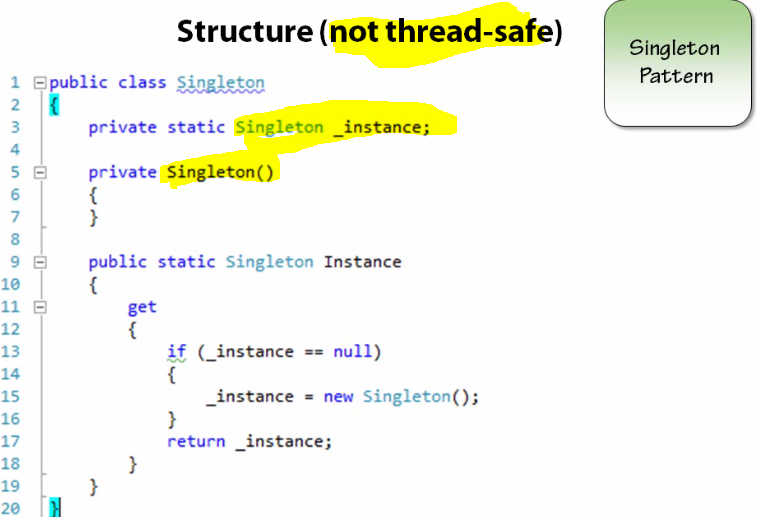 Structure (not thread-safe)
Singleton
Pattern
1 public class Singleton
2 {
3 private static Singleton _instance;
4
5 private Singleton()
6 {
7 }
8
9 public static Singleton Instance
10 {
11 get
12 {
13 if (_instance == null)
14 {
15 _instance = new Singleton();
16 }
17 return _instance;
18 }
19 }
20 }